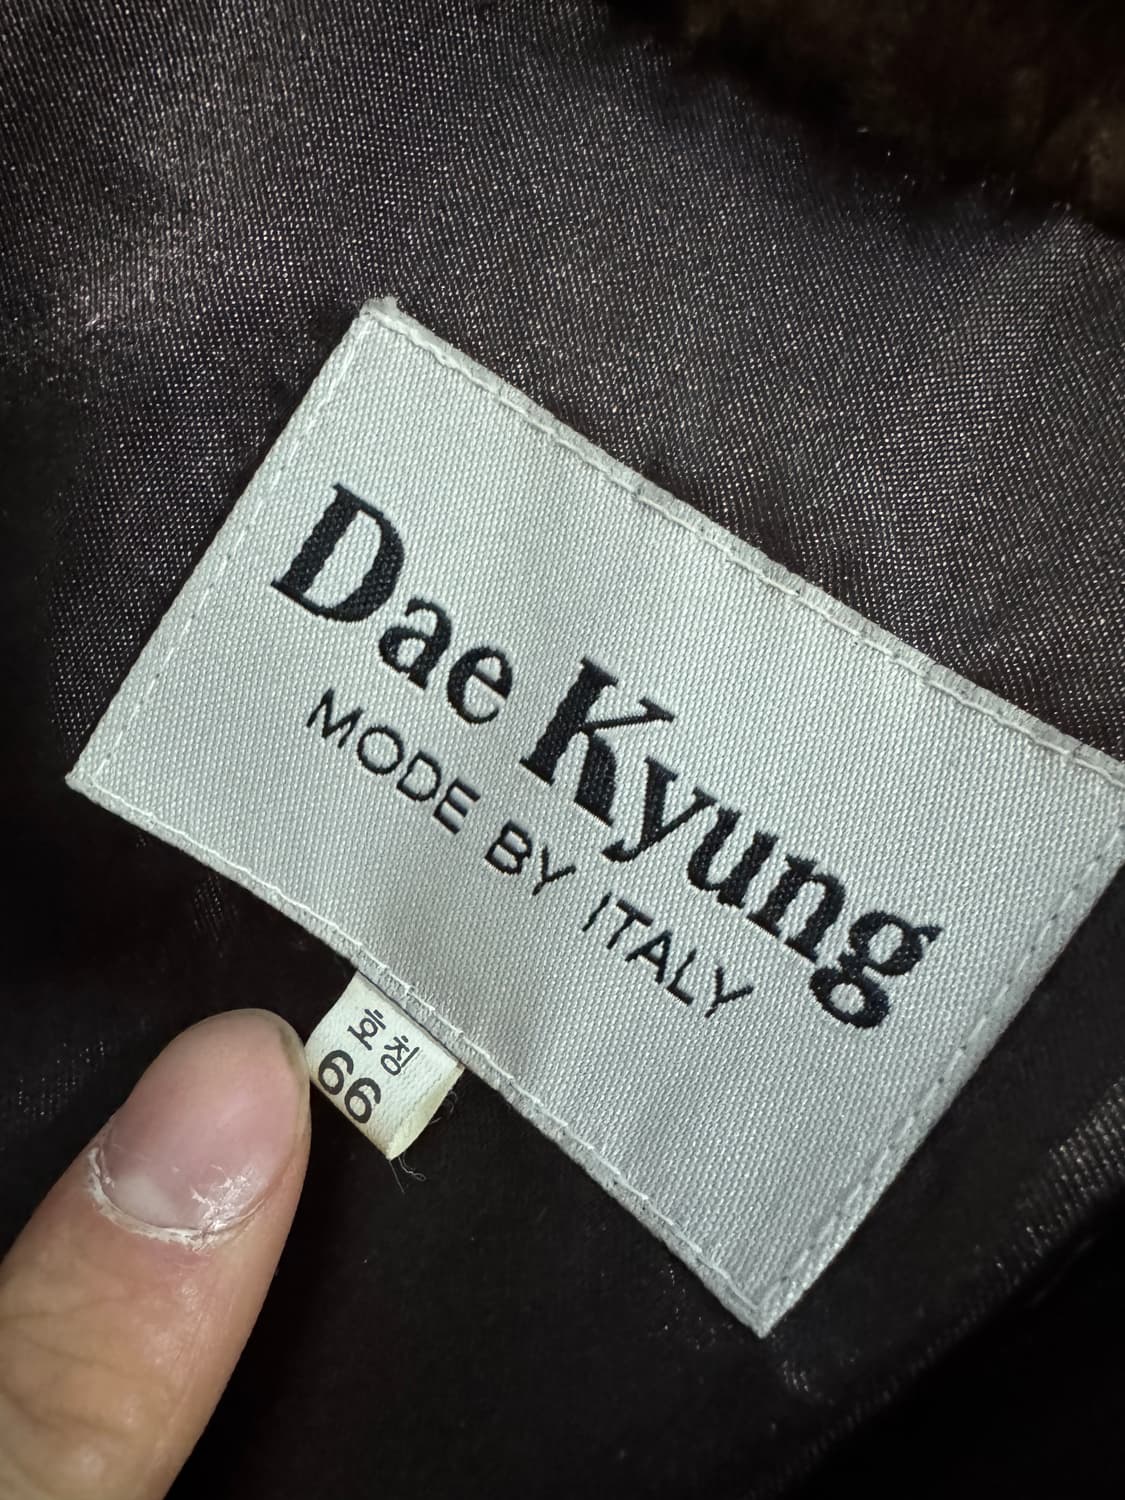 Dae Kyung
MODE BY ITALY
호칭
66